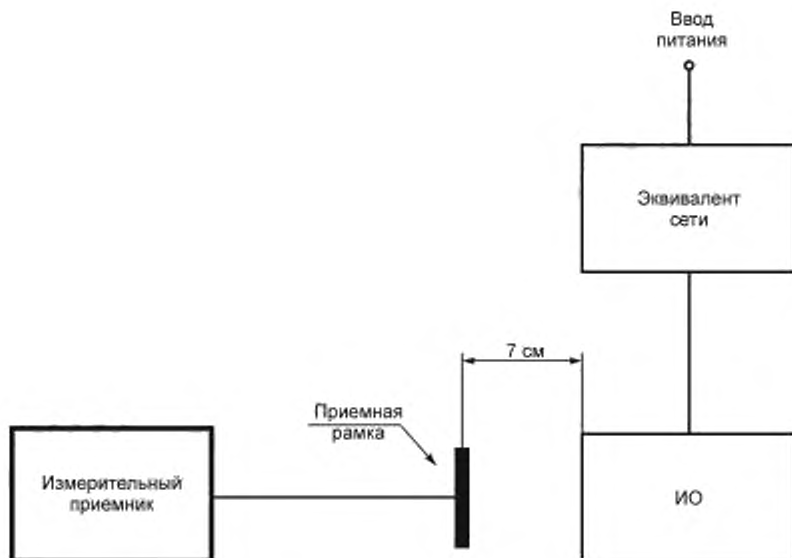 Ввод
питания
Эквивалент
сети
7 см
Приемная
рамка
Измерительный
приемник
ИО